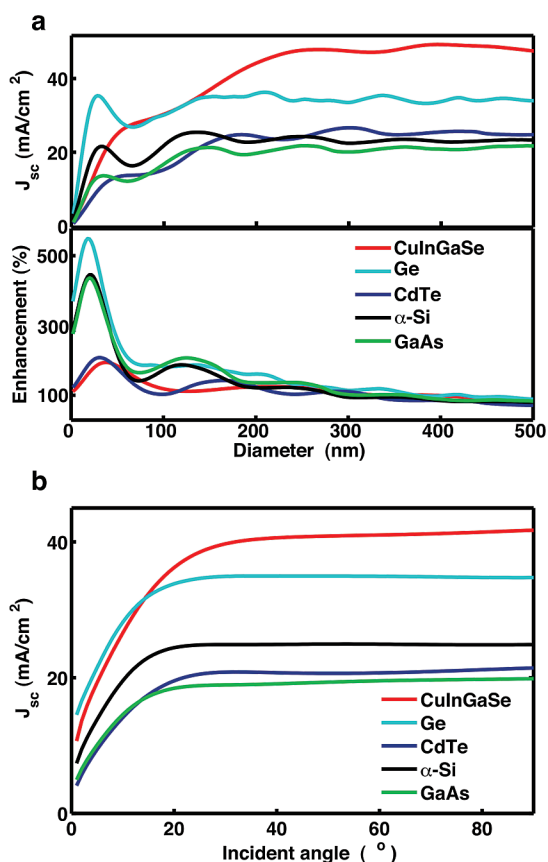 a
J_sc (mA/cm^2)
40
20
0
Enhancement (%)
500
300
100
CuInGaSe
Ge
CdTe
α-Si
GaAs
0 100 200 300 400 500
Diameter (nm)
b
J_sc (mA/cm^2)
40
20
0
CuInGaSe
Ge
CdTe
α-Si
GaAs
0 20 40 60 80
Incident angle ( ° )